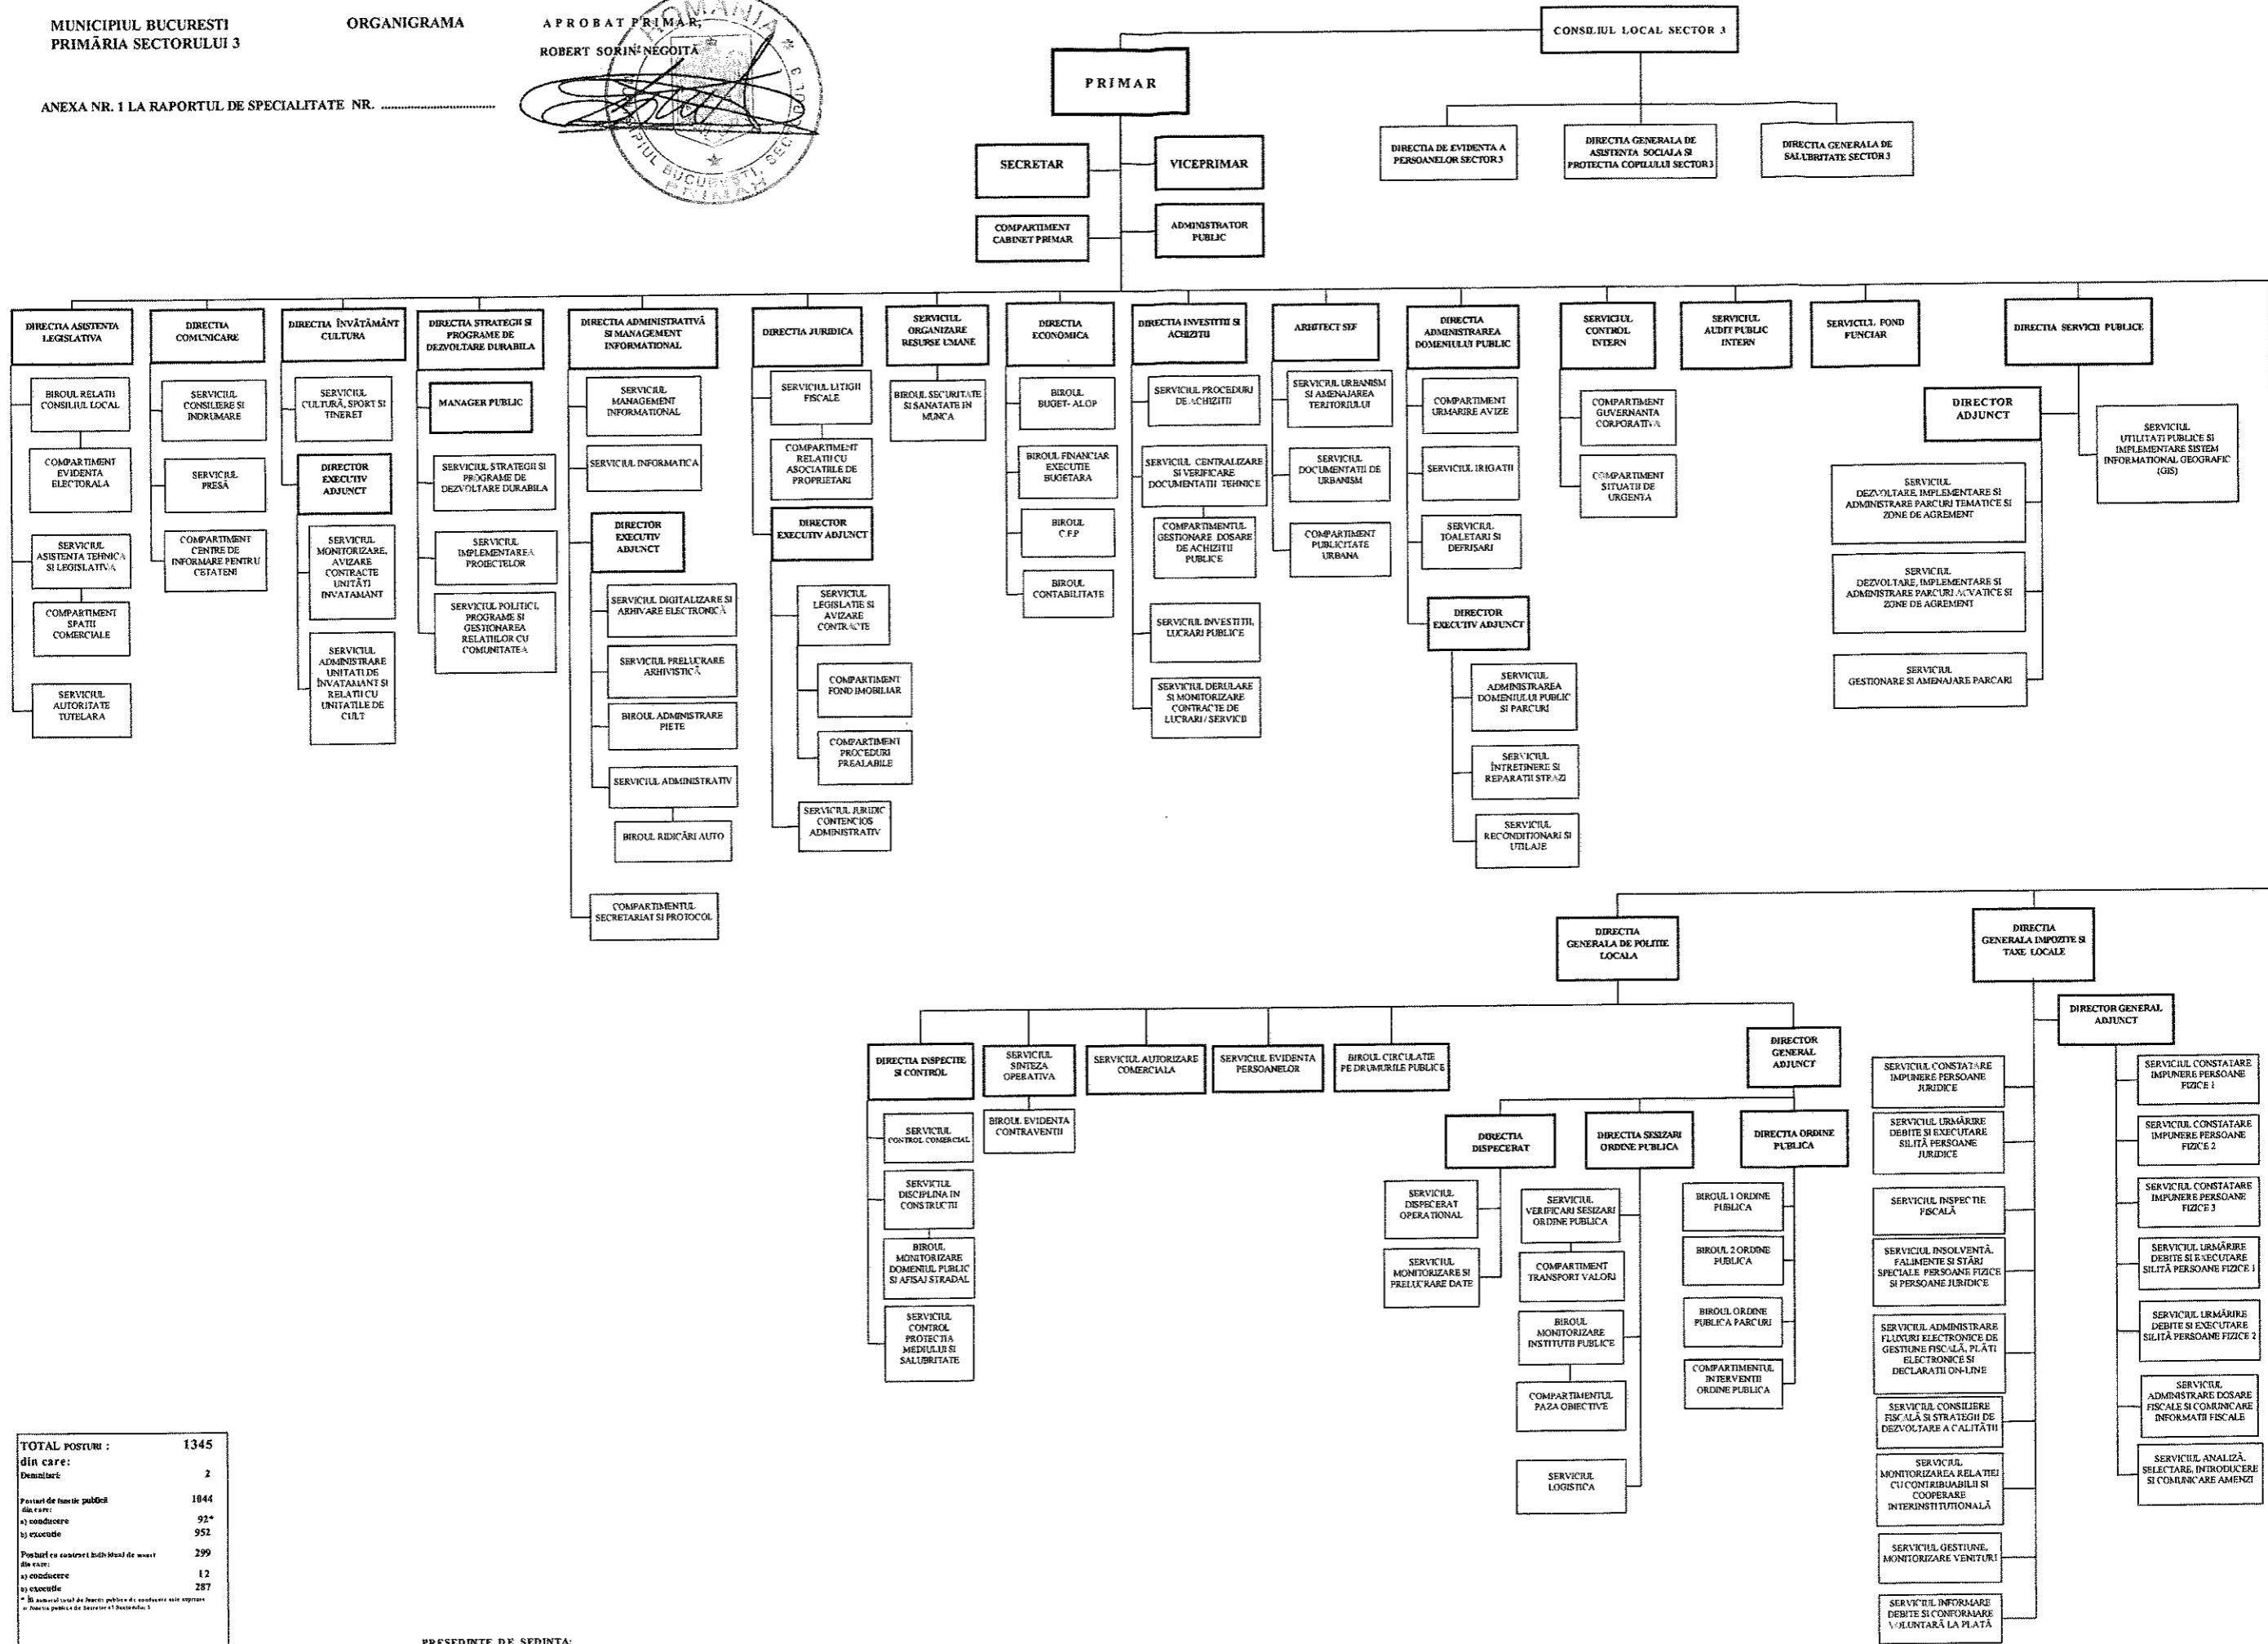 MUNICIPIUL BUCURESTI
PRIMĂRIA SECTORULUI 3
ORGANIGRAMA
APROBAT PRIMAR,
ROBERT SORIN NEGOITĂ
ANEXA NR. 1 LA RAPORTUL DE SPECIALITATE NR. ................................
ROMANIA
BUCURESTI, SECTORUL 3
PRIMAR
CONSILIUL LOCAL SECTOR 3
PRIMAR
DIRECTIA DE EVIDENTA A
PERSOANELOR SECTOR 3
DIRECTIA GENERALA DE
ASISTENTA SOCIALA SI
PROTECTIA COPILULUI SECTOR 3
DIRECTIA GENERALA DE
SALUBRITATE SECTOR 3
SECRETAR
VICEPRIMAR
COMPARTIMENT
CABINET PRIMAR
ADMINISTRATOR
PUBLIC
DIRECTIA ASISTENTA
LEGISLATIVA
BIROUL RELATII
CONSILIUL LOCAL
COMPARTIMENT
EVIDENTA
ELECTORALA
SERVICIUL
ASISTENTA TEHNICA
SI LEGISLATIVA
COMPARTIMENT
SPATII
COMERCIALE
SERVICIUL
AUTORITATE
TUTELARA
DIRECTIA
COMUNICARE
SERVICIUL
CONSILIERE SI
INDRUMARE
SERVICIUL
PRESĂ
COMPARTIMENT
CENTRE DE
INFORMARE PENTRU
CETATENI
DIRECTIA ÎNVĂTĂMÂNT
CULTURA
SERVICIUL
CULTURĂ, SPORT SI
TINERET
DIRECTOR
EXECUTIV
ADJUNCT
SERVICIUL
MONITORIZARE,
AVIZARE
CONTRACTE
UNITĂTI
INVATAMANT
SERVICIUL
ADMINISTRARE
UNITATI DE
ÎNVATAMANT SI
RELATII CU
UNITATILE DE
CULT
DIRECTIA STRATEGII SI
PROGRAME DE
DEZVOLTARE DURABILA
MANAGER PUBLIC
SERVICIUL STRATEGII SI
PROGRAME DE
DEZVOLTARE DURABILA
SERVICIUL
IMPLEMENTAREA
PROIECTELOR
SERVICIUL POLITICI,
PROGRAME SI
GESTIONAREA
RELATIILOR CU
COMUNITATEA
DIRECTIA ADMINISTRATIVĂ
SI MANAGEMENT
INFORMATIONAL
SERVICIUL
MANAGEMENT
INFORMATIONAL
SERVICIUL INFORMATICA
DIRECTOR
EXECUTIV
ADJUNCT
SERVICIUL DIGITALIZARE SI
ARHIVARE ELECTRONICĂ
SERVICIUL PRELUCRARE
ARHIVISTICĂ
BIROUL ADMINISTRARE
PIETE
SERVICIUL ADMINISTRATIV
BIROUL RIDICĂRI AUTO
COMPARTIMENTUL
SECRETARIAT SI PROTOCOL
DIRECTIA JURIDICA
SERVICIUL LITIGII
FISCALE
COMPARTIMENT
RELATII CU
ASOCIATIILE DE
PROPRIETARI
DIRECTOR
EXECUTIV ADJUNCT
SERVICIUL
LEGISLATIE SI
AVIZARE
CONTRACTE
COMPARTIMENT
FOND IMOBILIAR
COMPARTIMENT
PROCEDURI
PREALABILE
SERVICIUL JURIDIC
CONTENCIOS
ADMINISTRATIV
SERVICIUL
ORGANIZARE
RESURSE UMANE
BIROUL SECURITATE
SI SANATATE IN
MUNCA
DIRECTIA
ECONOMICA
BIROUL
BUGET- ALOP
BIROUL FINANCIAR
EXECUTIE
BUGETARA
BIROUL
C.F.P
BIROUL
CONTABILITATE
DIRECTIA INVESTITII SI
ACHIZITII
SERVICIUL PROCEDURI
DE ACHIZITII
SERVICIUL CENTRALIZARE
SI VERIFICARE
DOCUMENTATII TEHNICE
COMPARTIMENTUL
GESTIONARE DOSARE
DE ACHIZITII
PUBLICE
SERVICIUL INVESTITII,
LUCRARI PUBLICE
SERVICIUL DERULARE
SI MONITORIZARE
CONTRACTE DE
LUCRARI / SERVICII
ARHITECT SEF
SERVICIUL URBANISM
SI AMENAJAREA
TERITORIULUI
SERVICIUL
DOCUMENTATII DE
URBANISM
COMPARTIMENT
PUBLICITATE
URBANA
DIRECTIA
ADMINISTRAREA
DOMENIULUI PUBLIC
COMPARTIMENT
URMARIRE AVIZE
SERVICIUL IRIGATII
SERVICIUL
TOALETARI SI
DEFRISARI
DIRECTOR
EXECUTIV ADJUNCT
SERVICIUL
ADMINISTRAREA
DOMENIULUI PUBLIC
SI PARCURI
SERVICIUL
ÎNTRETINERE SI
REPARATII STRAZI
SERVICIUL
RECONDITIONARI SI
UTILAJE
SERVICIUL
CONTROL
INTERN
COMPARTIMENT
GUVERNANTA
CORPORATIVA
COMPARTIMENT
SITUATII DE
URGENTA
SERVICIUL
AUDIT PUBLIC
INTERN
SERVICIUL FOND
FUNCIAR
DIRECTIA SERVICII PUBLICE
DIRECTOR
ADJUNCT
SERVICIUL
UTILITATI PUBLICE SI
IMPLEMENTARE SISTEM
INFORMATIONAL GEOGRAFIC
(GIS)
SERVICIUL
DEZVOLTARE, IMPLEMENTARE SI
ADMINISTRARE PARCURI TEMATICE SI
ZONE DE AGREMENT
SERVICIUL
DEZVOLTARE, IMPLEMENTARE SI
ADMINISTRARE PARCURI ACVATICE SI
ZONE DE AGREMENT
SERVICIUL
GESTIONARE SI AMENAJARE PARCARI
DIRECTIA
GENERALA DE POLITIE
LOCALA
DIRECTIA INSPECTIE
SI CONTROL
SERVICIUL
CONTROL COMERCIAL
SERVICIUL
DISCIPLINA IN
CONSTRUCTII
BIROUL
MONITORIZARE
DOMENIUL PUBLIC
SI AFISAJ STRADAL
SERVICIUL
CONTROL
PROTECTIA
MEDIULUI SI
SALUBRITATE
SERVICIUL
SINTEZA
OPERATIVA
BIROUL EVIDENTA
CONTRAVENTII
SERVICIUL AUTORIZARE
COMERCIALA
SERVICIUL EVIDENTA
PERSOANELOR
BIROUL CIRCULATIE
PE DRUMURILE PUBLICE
DIRECTOR
GENERAL
ADJUNCT
DIRECTIA
DISPECERAT
SERVICIUL
DISPECERAT
OPERATIONAL
SERVICIUL
MONITORIZARE SI
PRELUCRARE DATE
DIRECTIA SESIZARI
ORDINE PUBLICA
SERVICIUL
VERIFICARI SESIZARI
ORDINE PUBLICA
COMPARTIMENT
TRANSPORT VALORI
BIROUL
MONITORIZARE
INSTITUTII PUBLICE
COMPARTIMENTUL
PAZA OBIECTIVE
SERVICIUL
LOGISTICA
DIRECTIA ORDINE
PUBLICA
BIROUL 1 ORDINE
PUBLICA
BIROUL 2 ORDINE
PUBLICA
BIROUL ORDINE
PUBLICA PARCURI
COMPARTIMENTUL
INTERVENTII
ORDINE PUBLICA
DIRECTIA
GENERALA IMPOZITE SI
TAXE LOCALE
DIRECTOR GENERAL
ADJUNCT
SERVICIUL CONSTATARE
IMPUNERE PERSOANE
JURIDICE
SERVICIUL URMĂRIRE
DEBITE SI EXECUTARE
SILITĂ PERSOANE
JURIDICE
SERVICIUL INSPECTIE
FISCALĂ
SERVICIUL INSOLVENTĂ,
FALIMENTE SI STĂRI
SPECIALE PERSOANE FIZICE
SI PERSOANE JURIDICE
SERVICIUL ADMINISTRARE
FLUXURI ELECTRONICE DE
GESTIUNE FISCALĂ, PLĂTI
ELECTRONICE SI
DECLARATII ON-LINE
SERVICIUL CONSILIERE
FISCALĂ SI STRATEGII DE
DEZVOLTARE A CALITĂTII
SERVICIUL
MONITORIZAREA RELATIEI
CU CONTRIBUABILII SI
COOPERARE
INTERINSTITUTIONALĂ
SERVICIUL GESTIUNE,
MONITORIZARE VENITURI
SERVICIUL INFORMARE
DEBITE SI CONFORMARE
VOLUNTARĂ LA PLATĂ
SERVICIUL CONSTATARE
IMPUNERE PERSOANE
FIZICE 1
SERVICIUL CONSTATARE
IMPUNERE PERSOANE
FIZICE 2
SERVICIUL CONSTATARE
IMPUNERE PERSOANE
FIZICE 3
SERVICIUL URMĂRIRE
DEBITE SI EXECUTARE
SILITĂ PERSOANE FIZICE 1
SERVICIUL URMĂRIRE
DEBITE SI EXECUTARE
SILITĂ PERSOANE FIZICE 2
SERVICIUL
ADMINISTRARE DOSARE
FISCALE SI COMUNICARE
INFORMATII FISCALE
SERVICIUL ANALIZĂ,
SELECTARE, INTRODUCERE
SI COMUNICARE AMENZI
TOTAL POSTURI : 1345
din care:
Demnitari: 2
Posturi de functie publică 1044
din care:
a) conducere 92*
b) executie 952
Posturi cu contract individual de munca 299
din care:
a) conducere 12
b) executie 287
PRESEDINTE DE SEDINTA: